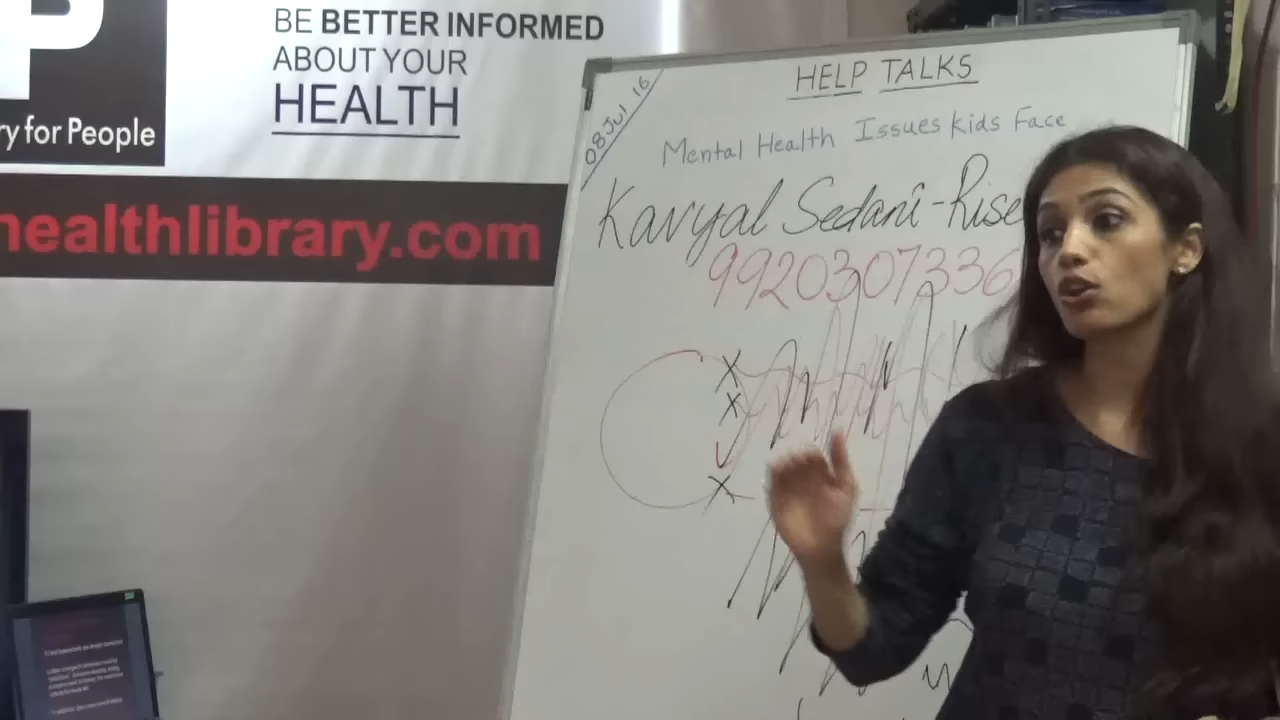 BE BETTER INFORMED
ABOUT YOUR
HEALTH
ry for People
healthlibrary.com
08 Jul 16
HELP TALKS
Mental Health Issues Kids Face
Kavyal Sedani - Rise
9920307336